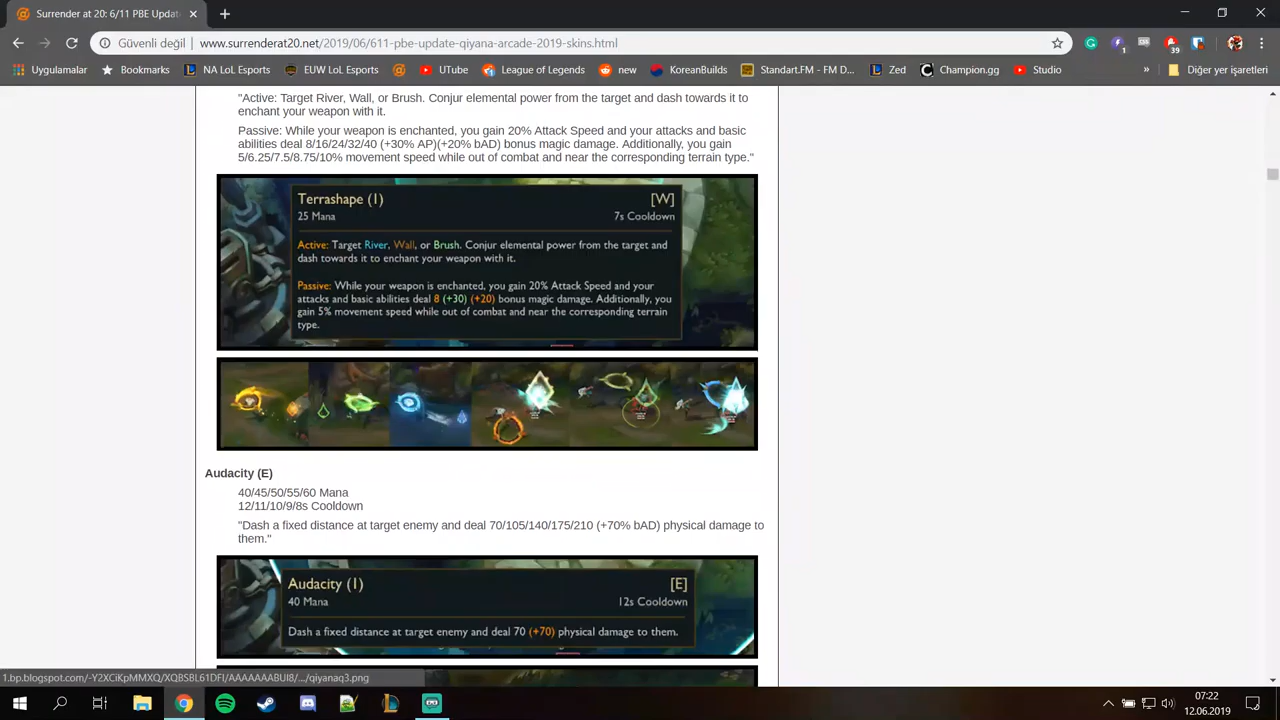 Surrender at 20: 6/11 PBE Updat
Güvenli değil
www.surrenderat20.net/2019/06/611-pbe-update-qiyana-arcade-2019-skins.html
1
39
Uygulamalar
Bookmarks
NA LoL Esports
EUW LoL Esports
UTube
League of Legends
new
KoreanBuilds
Standart.FM - FM D...
Zed
Champion.gg
Studio
»
Diğer yer işaretleri
"Active: Target River, Wall, or Brush. Conjur elemental power from the target and dash towards it to
enchant your weapon with it.
Passive: While your weapon is enchanted, you gain 20% Attack Speed and your attacks and basic
abilities deal 8/16/24/32/40 (+30% AP)(+20% bAD) bonus magic damage. Additionally, you gain
5/6.25/7.5/8.75/10% movement speed while out of combat and near the corresponding terrain type."
Terrashape (1)
[W]
25 Mana
7s Cooldown
Active: Target River, Wall, or Brush. Conjur elemental power from the target and
dash towards it to enchant your weapon with it.
Passive: While your weapon is enchanted, you gain 20% Attack Speed and your
attacks and basic abilities deal 8 (+30) (+20) bonus magic damage. Additionally, you
gain 5% movement speed while out of combat and near the corresponding terrain
type.
Audacity (E)
40/45/50/55/60 Mana
12/11/10/9/8s Cooldown
"Dash a fixed distance at target enemy and deal 70/105/140/175/210 (+70% bAD) physical damage to
them."
Audacity (1)
[E]
40 Mana
12s Cooldown
Dash a fixed distance at target enemy and deal 70 (+70) physical damage to them.
1.bp.blogspot.com/-Y2XCiKpMMXQ/XQBSBL61DFI/AAAAAAABUI8/.../qiyanaq3.png
07:22
12.06.2019